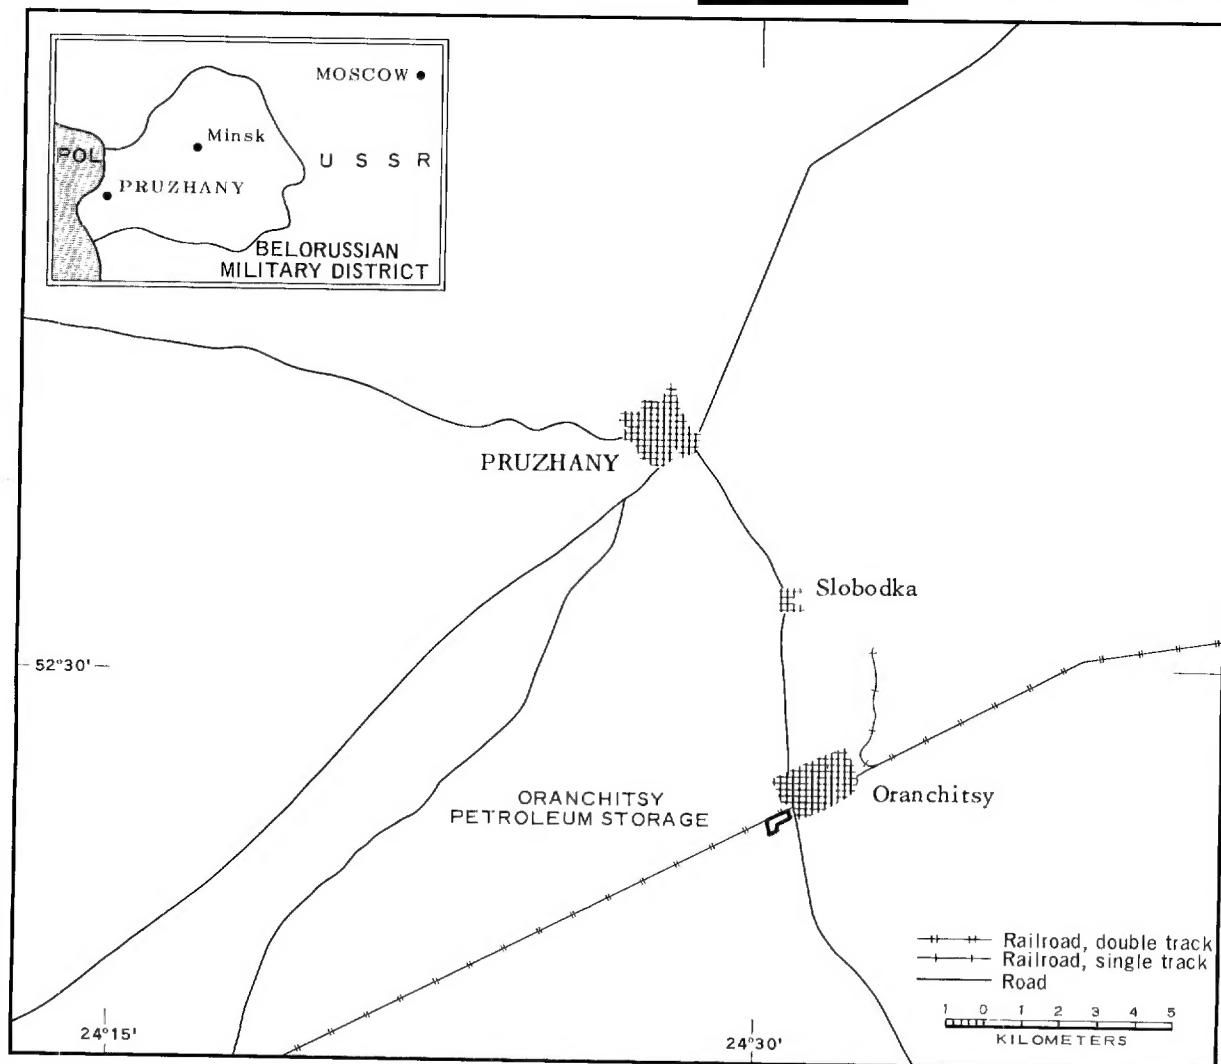 MOSCOW
Minsk
POL
U S S R
PRUZHANY
BELORUSSIAN
MILITARY DISTRICT
PRUZHANY
Slobodka
52°30'
ORANCHITSY
PETROLEUM STORAGE
Oranchitsy
Railroad, double track
Railroad, single track
Road
1 0 1 2 3 4 5
KILOMETERS
24°15'
24°30'